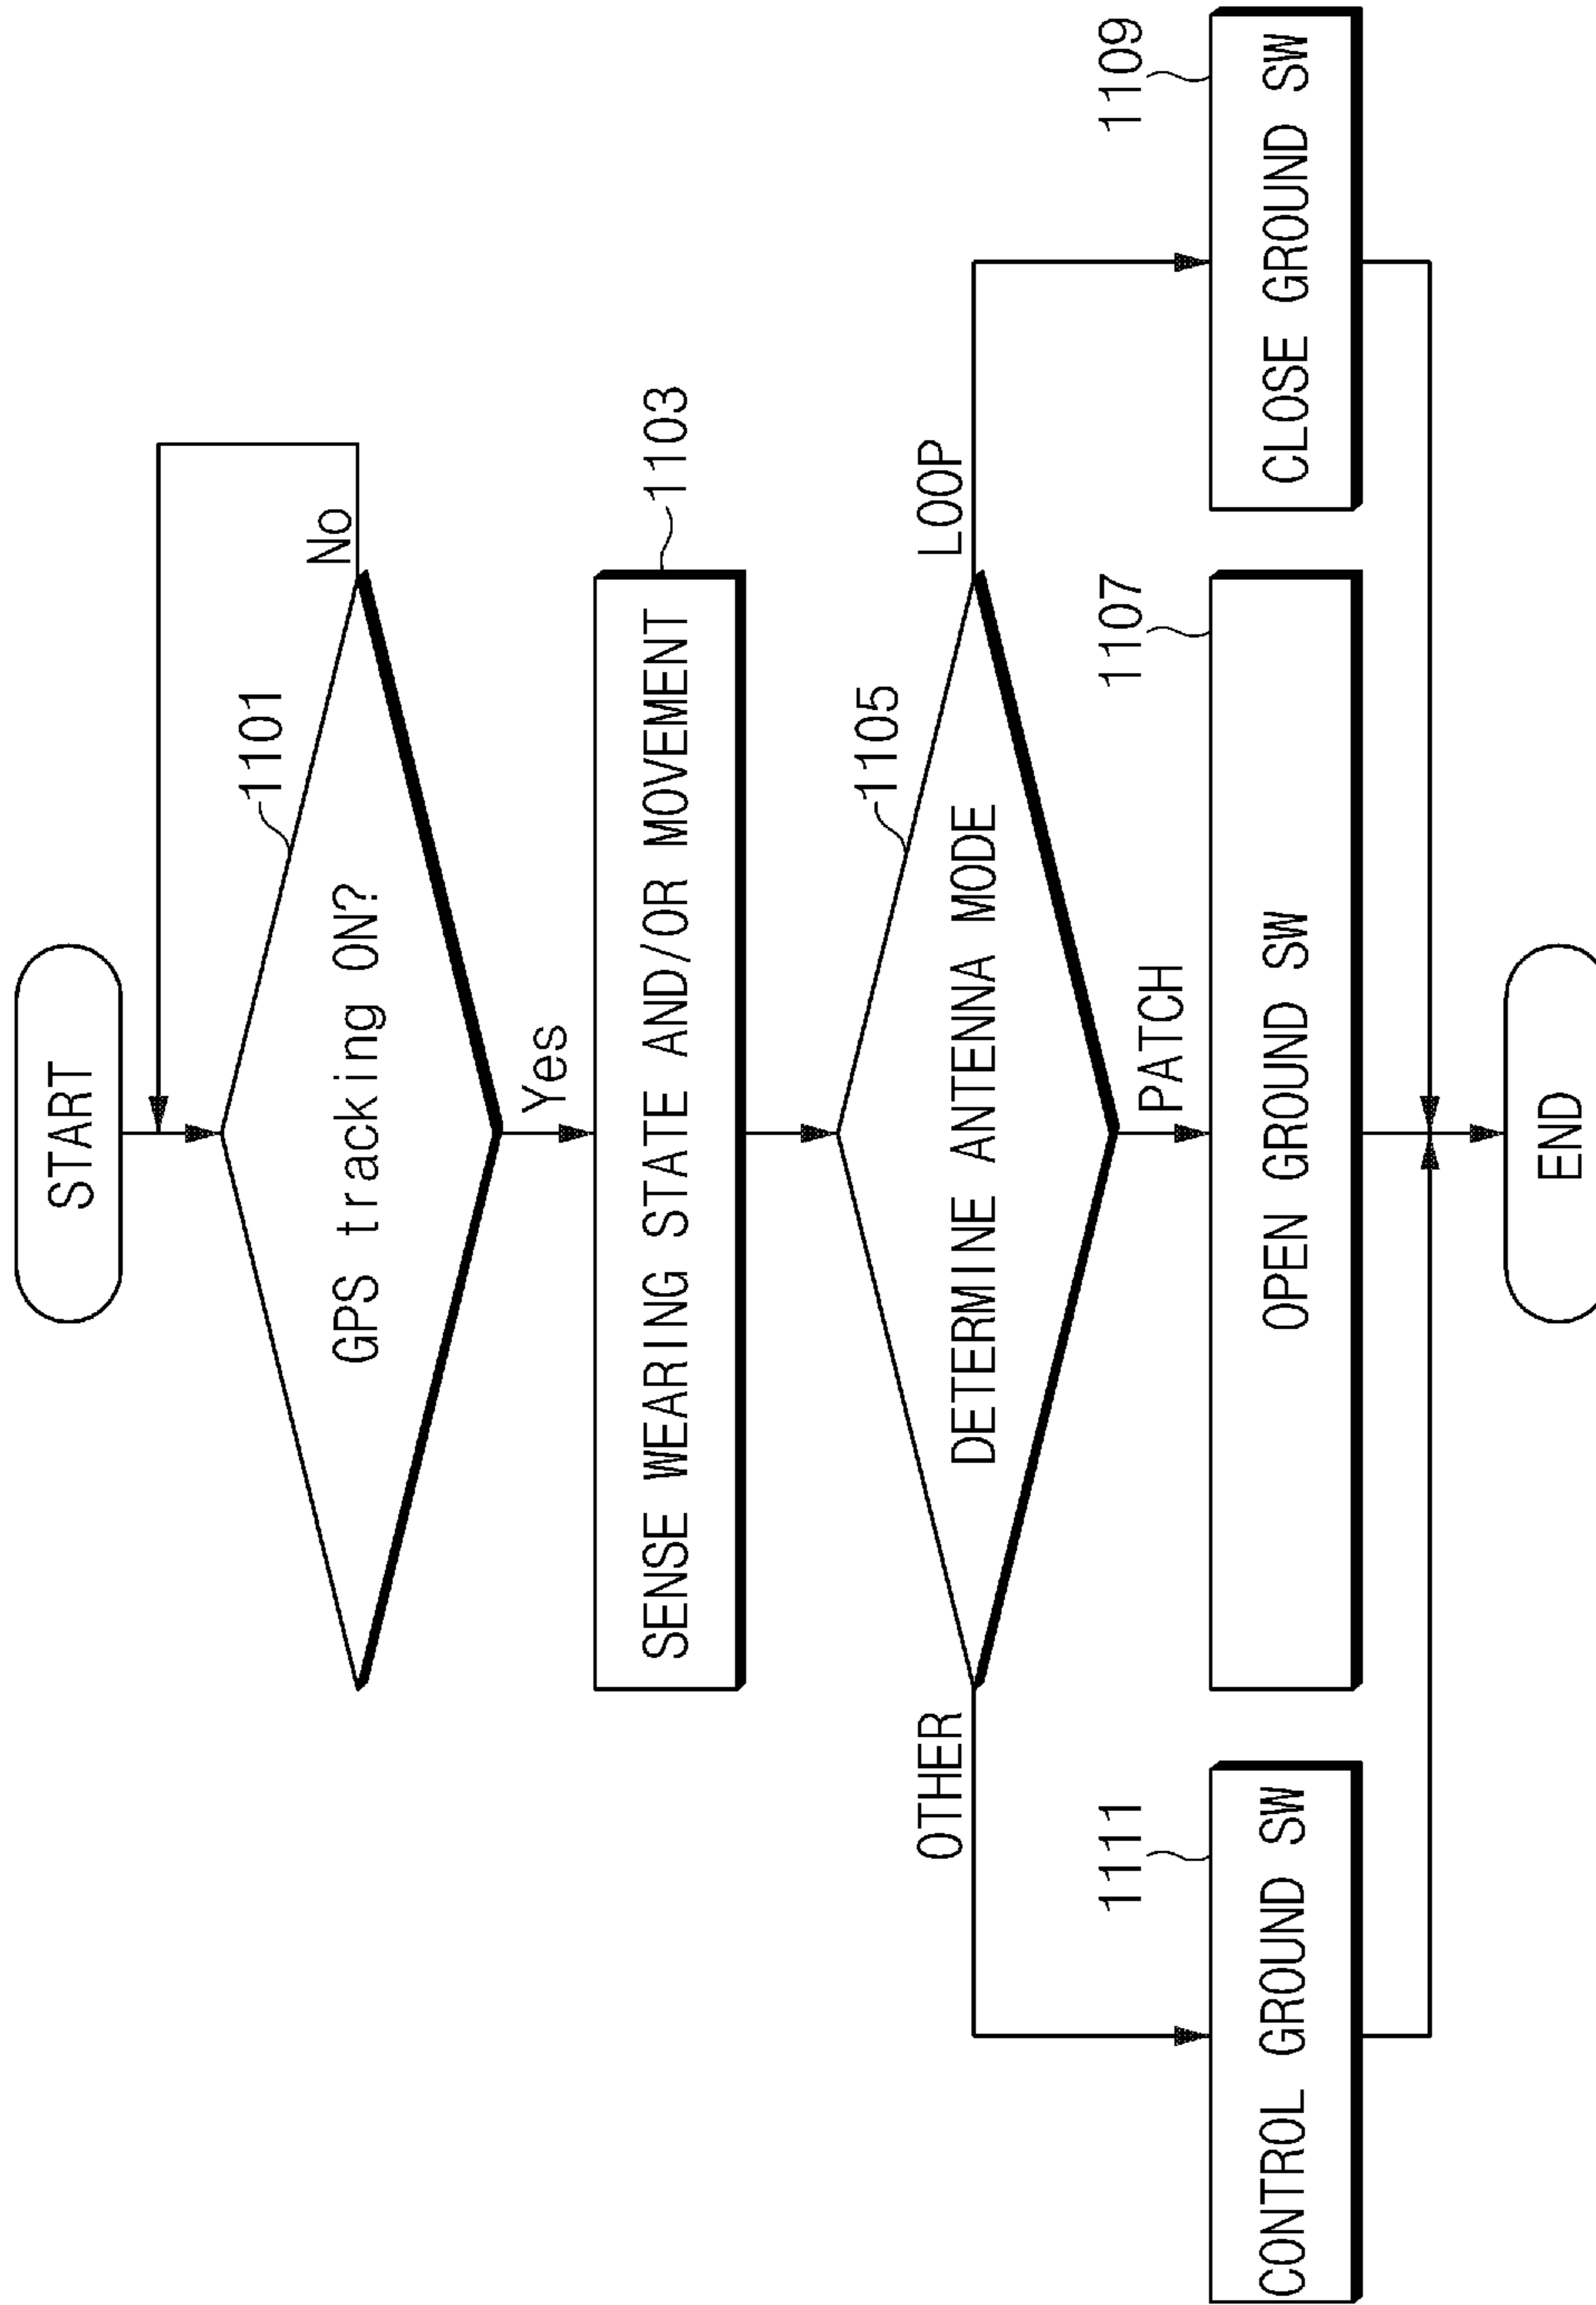 START
1101
GPS tracking ON?
No
Yes
1103
SENSE WEARING STATE AND/OR MOVEMENT
1105
DETERMINE ANTENNA MODE
OTHER
LOOP
PATCH
1111
1107
1109
CONTROL GROUND SW
OPEN GROUND SW
CLOSE GROUND SW
END